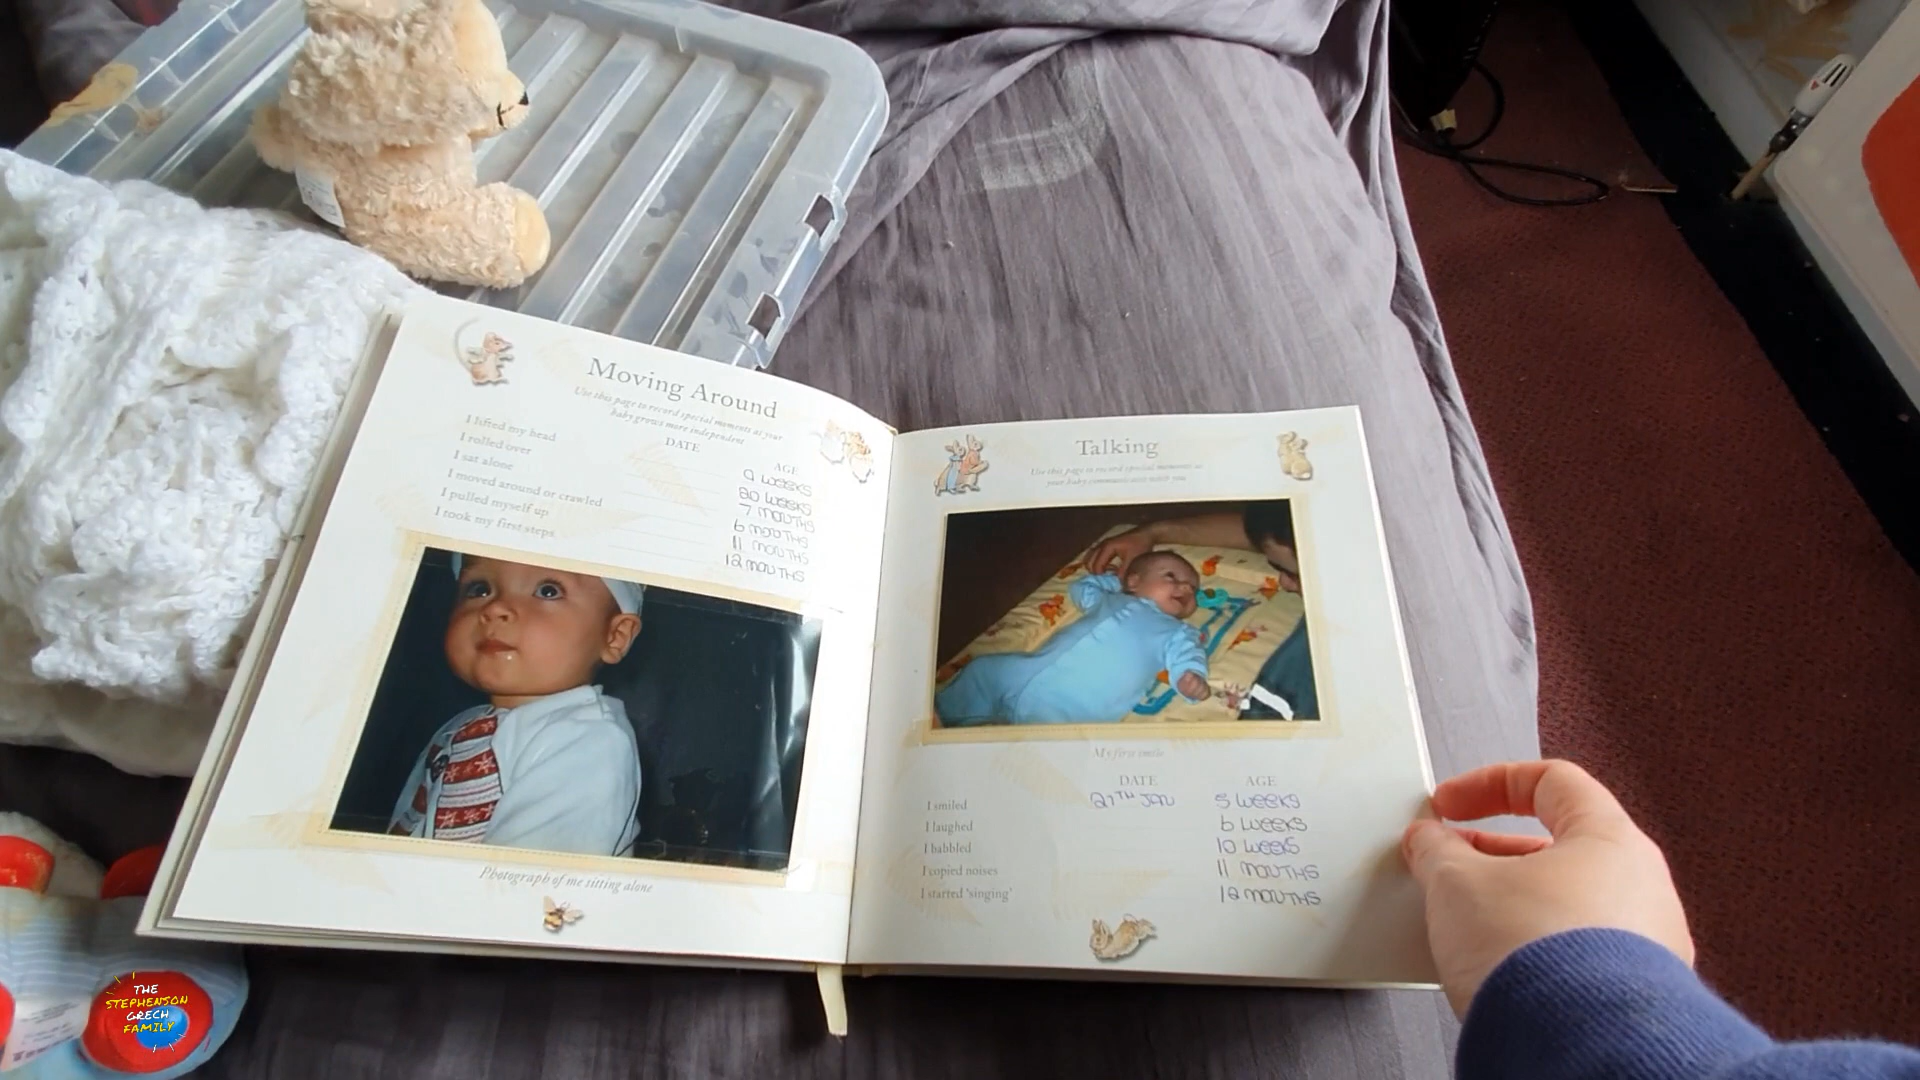 Moving Around
Use this page to record special moments as your
baby grows more independent
DATE
AGE
I lifted my head
9 WEEKS
I rolled over
20 WEEKS
I sat alone
7 MONTHS
I moved around or crawled
6 MONTHS
I pulled myself up
11 MONTHS
I took my first steps
12 MONTHS
Photograph of me sitting alone
Talking
Use this page to record special moments as
your baby communicates with you
My first smile
DATE
AGE
I smiled
27TH JAN
5 WEEKS
I laughed
6 WEEKS
I babbled
10 WEEKS
I copied noises
11 MONTHS
I started 'singing'
12 MONTHS
THE
STEPHENSON
GRECH
FAMILY